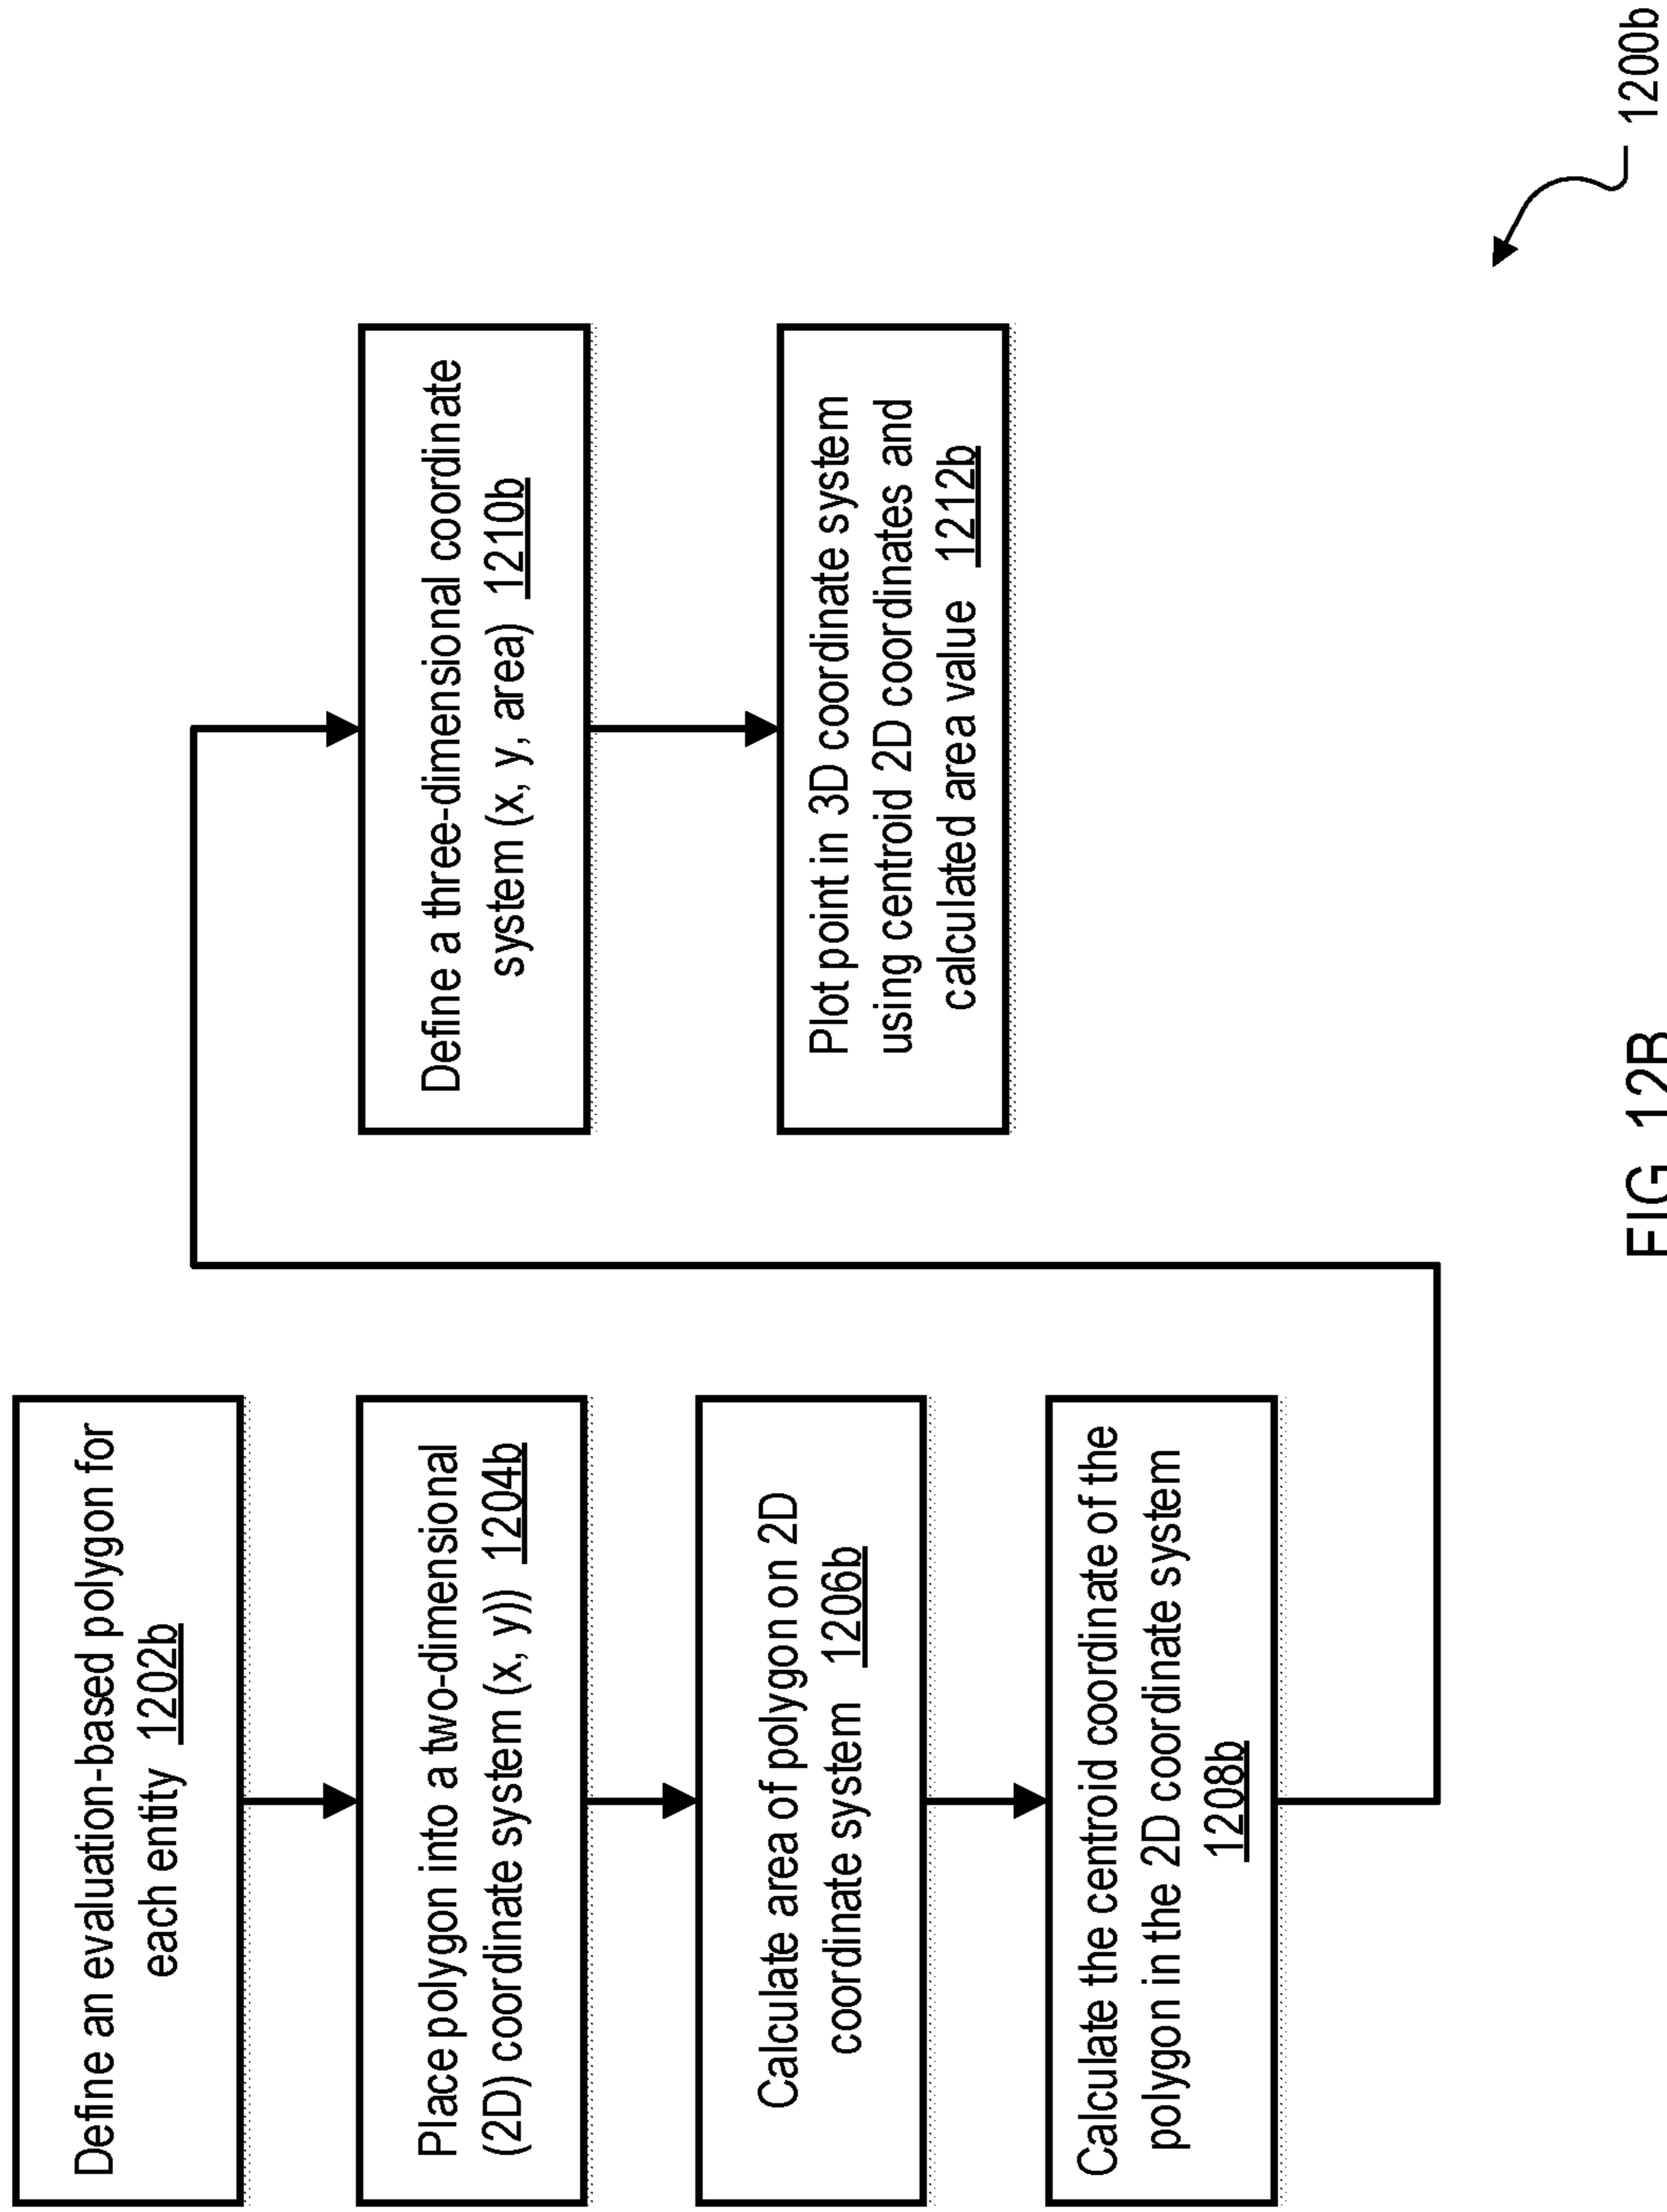 Define an evaluation-based polygon for
each entity 1202b
Place polygon into a two-dimensional
(2D) coordinate system (x, y)) 1204b
Calculate area of polygon on 2D
coordinate system 1206b
Calculate the centroid coordinate of the
polygon in the 2D coordinate system
1208b
Define a three-dimensional coordinate
system (x, y, area) 1210b
Plot point in 3D coordinate system
using centroid 2D coordinates and
calculated area value 1212b
1200b
FIG. 12B